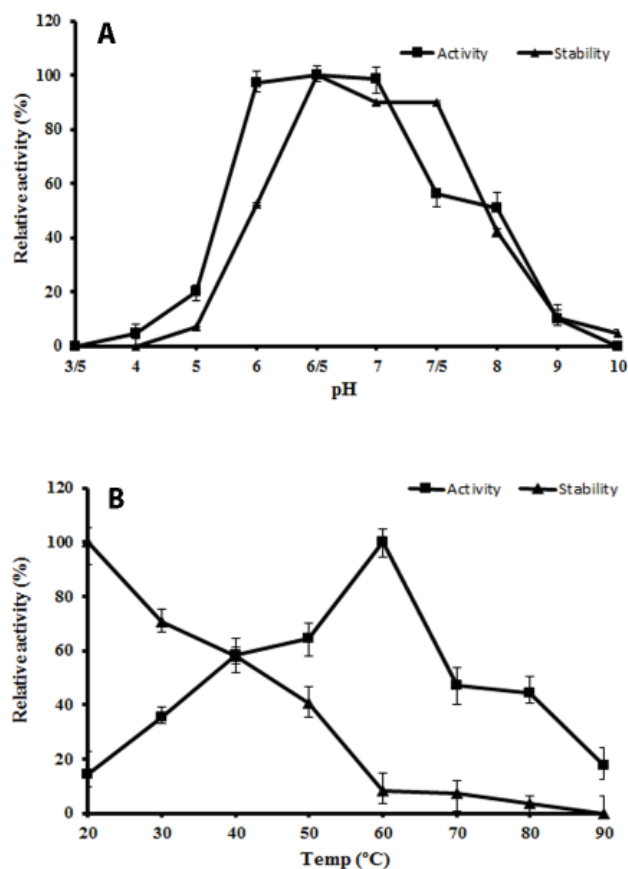 A
Activity
Stability
120
100
80
60
40
20
0
Relative activity (%)
3/5 4 5 6 6/5 7 7/5 8 9 10
pH
B
Activity
Stability
120
100
80
60
40
20
0
Relative activity (%)
20 30 40 50 60 70 80 90
Temp (°C)